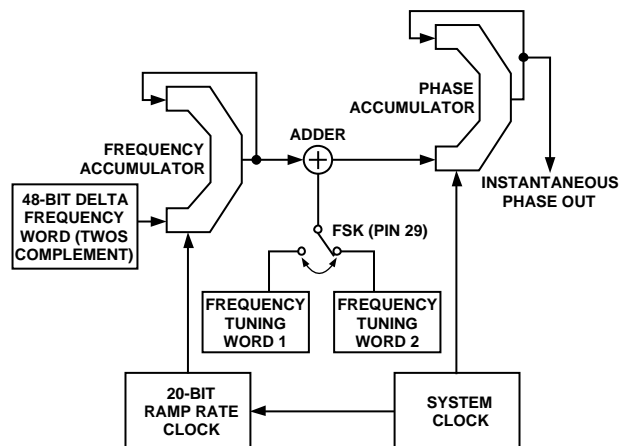 PHASE
ACCUMULATOR
ADDER
FREQUENCY
ACCUMULATOR
INSTANTANEOUS
PHASE OUT
48-BIT DELTA
FREQUENCY
WORD (TWOS
COMPLEMENT)
FSK (PIN 29)
FREQUENCY
TUNING
WORD 1
FREQUENCY
TUNING
WORD 2
20-BIT
RAMP RATE
CLOCK
SYSTEM
CLOCK